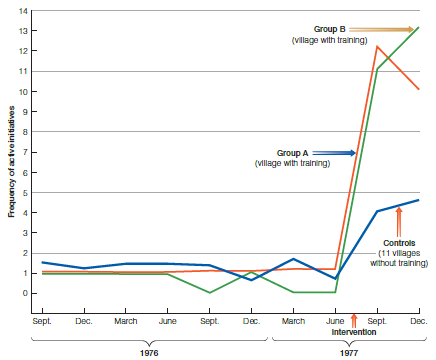 Frequency of active initiatives
14
13
12
11
10
9
8
7
6
5
4
3
2
1
0
Group B
(village with training)
Group A
(village with training)
Controls
(11 villages
without training)
Sept. Dec. March June Sept. Dec. March June Sept. Dec.
Intervention
1976 1977